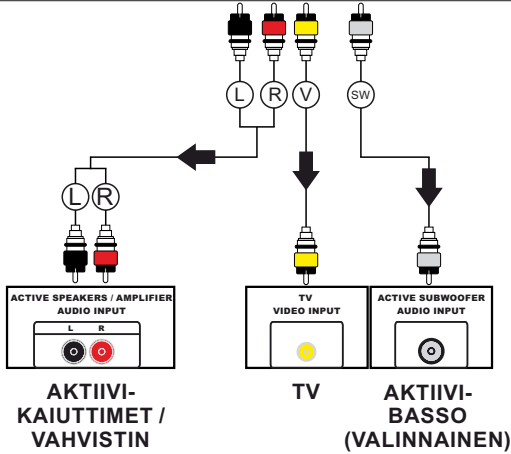 L R V SW
L R
ACTIVE SPEAKERS / AMPLIFIER
AUDIO INPUT
L R
TV
VIDEO INPUT
ACTIVE SUBWOOFER
AUDIO INPUT
AKTIIVI-
KAIUTTIMET /
VAHVISTIN
TV
AKTIIVI-
BASSO
(VALINNAINEN)